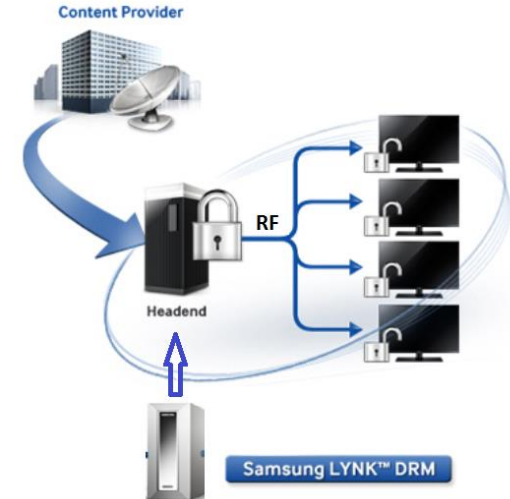 Content Provider
RF
Headend
Samsung LYNK™ DRM